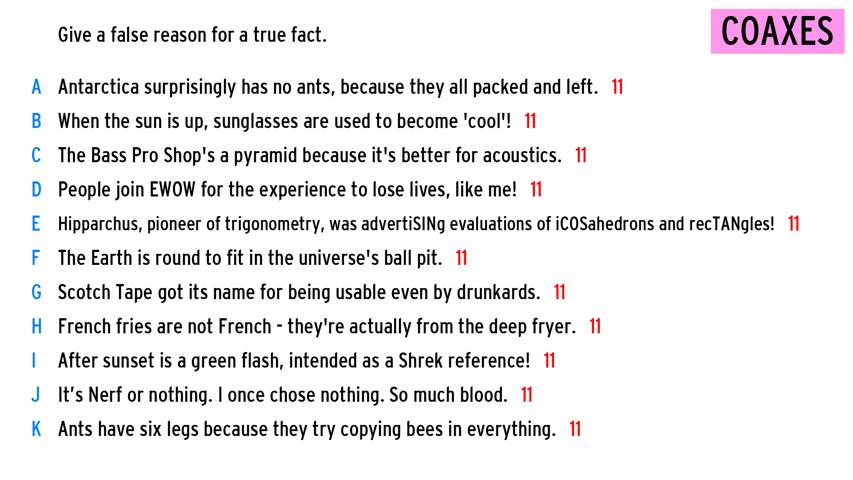 Give a false reason for a true fact.
COAXES
A Antarctica surprisingly has no ants, because they all packed and left. 11
B When the sun is up, sunglasses are used to become 'cool'! 11
C The Bass Pro Shop's a pyramid because it's better for acoustics. 11
D People join EWOW for the experience to lose lives, like me! 11
E Hipparchus, pioneer of trigonometry, was advertiSINg evaluations of iCOSahedrons and recTANgles! 11
F The Earth is round to fit in the universe's ball pit. 11
G Scotch Tape got its name for being usable even by drunkards. 11
H French fries are not French - they're actually from the deep fryer. 11
I After sunset is a green flash, intended as a Shrek reference! 11
J It’s Nerf or nothing. I once chose nothing. So much blood. 11
K Ants have six legs because they try copying bees in everything. 11